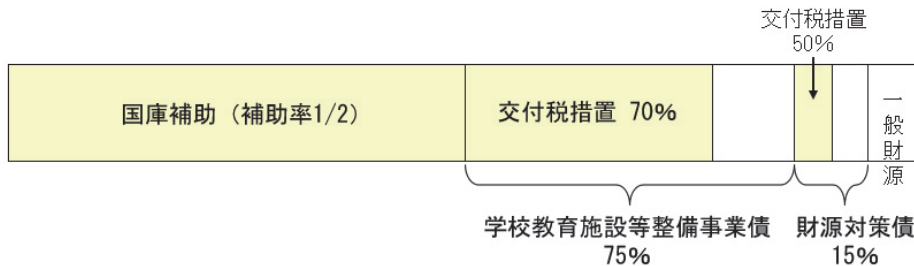 交付税措置
50%
国庫補助（補助率1/2）
交付税措置 70%
一般財源
学校教育施設等整備事業債
75%
財源対策債
15%